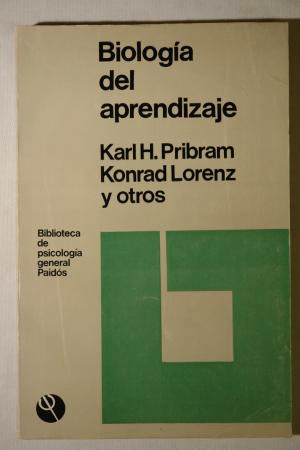 Biología
del
aprendizaje
Karl H. Pribram
Konrad Lorenz
y otros
Biblioteca
de
psicología
general
Paidós